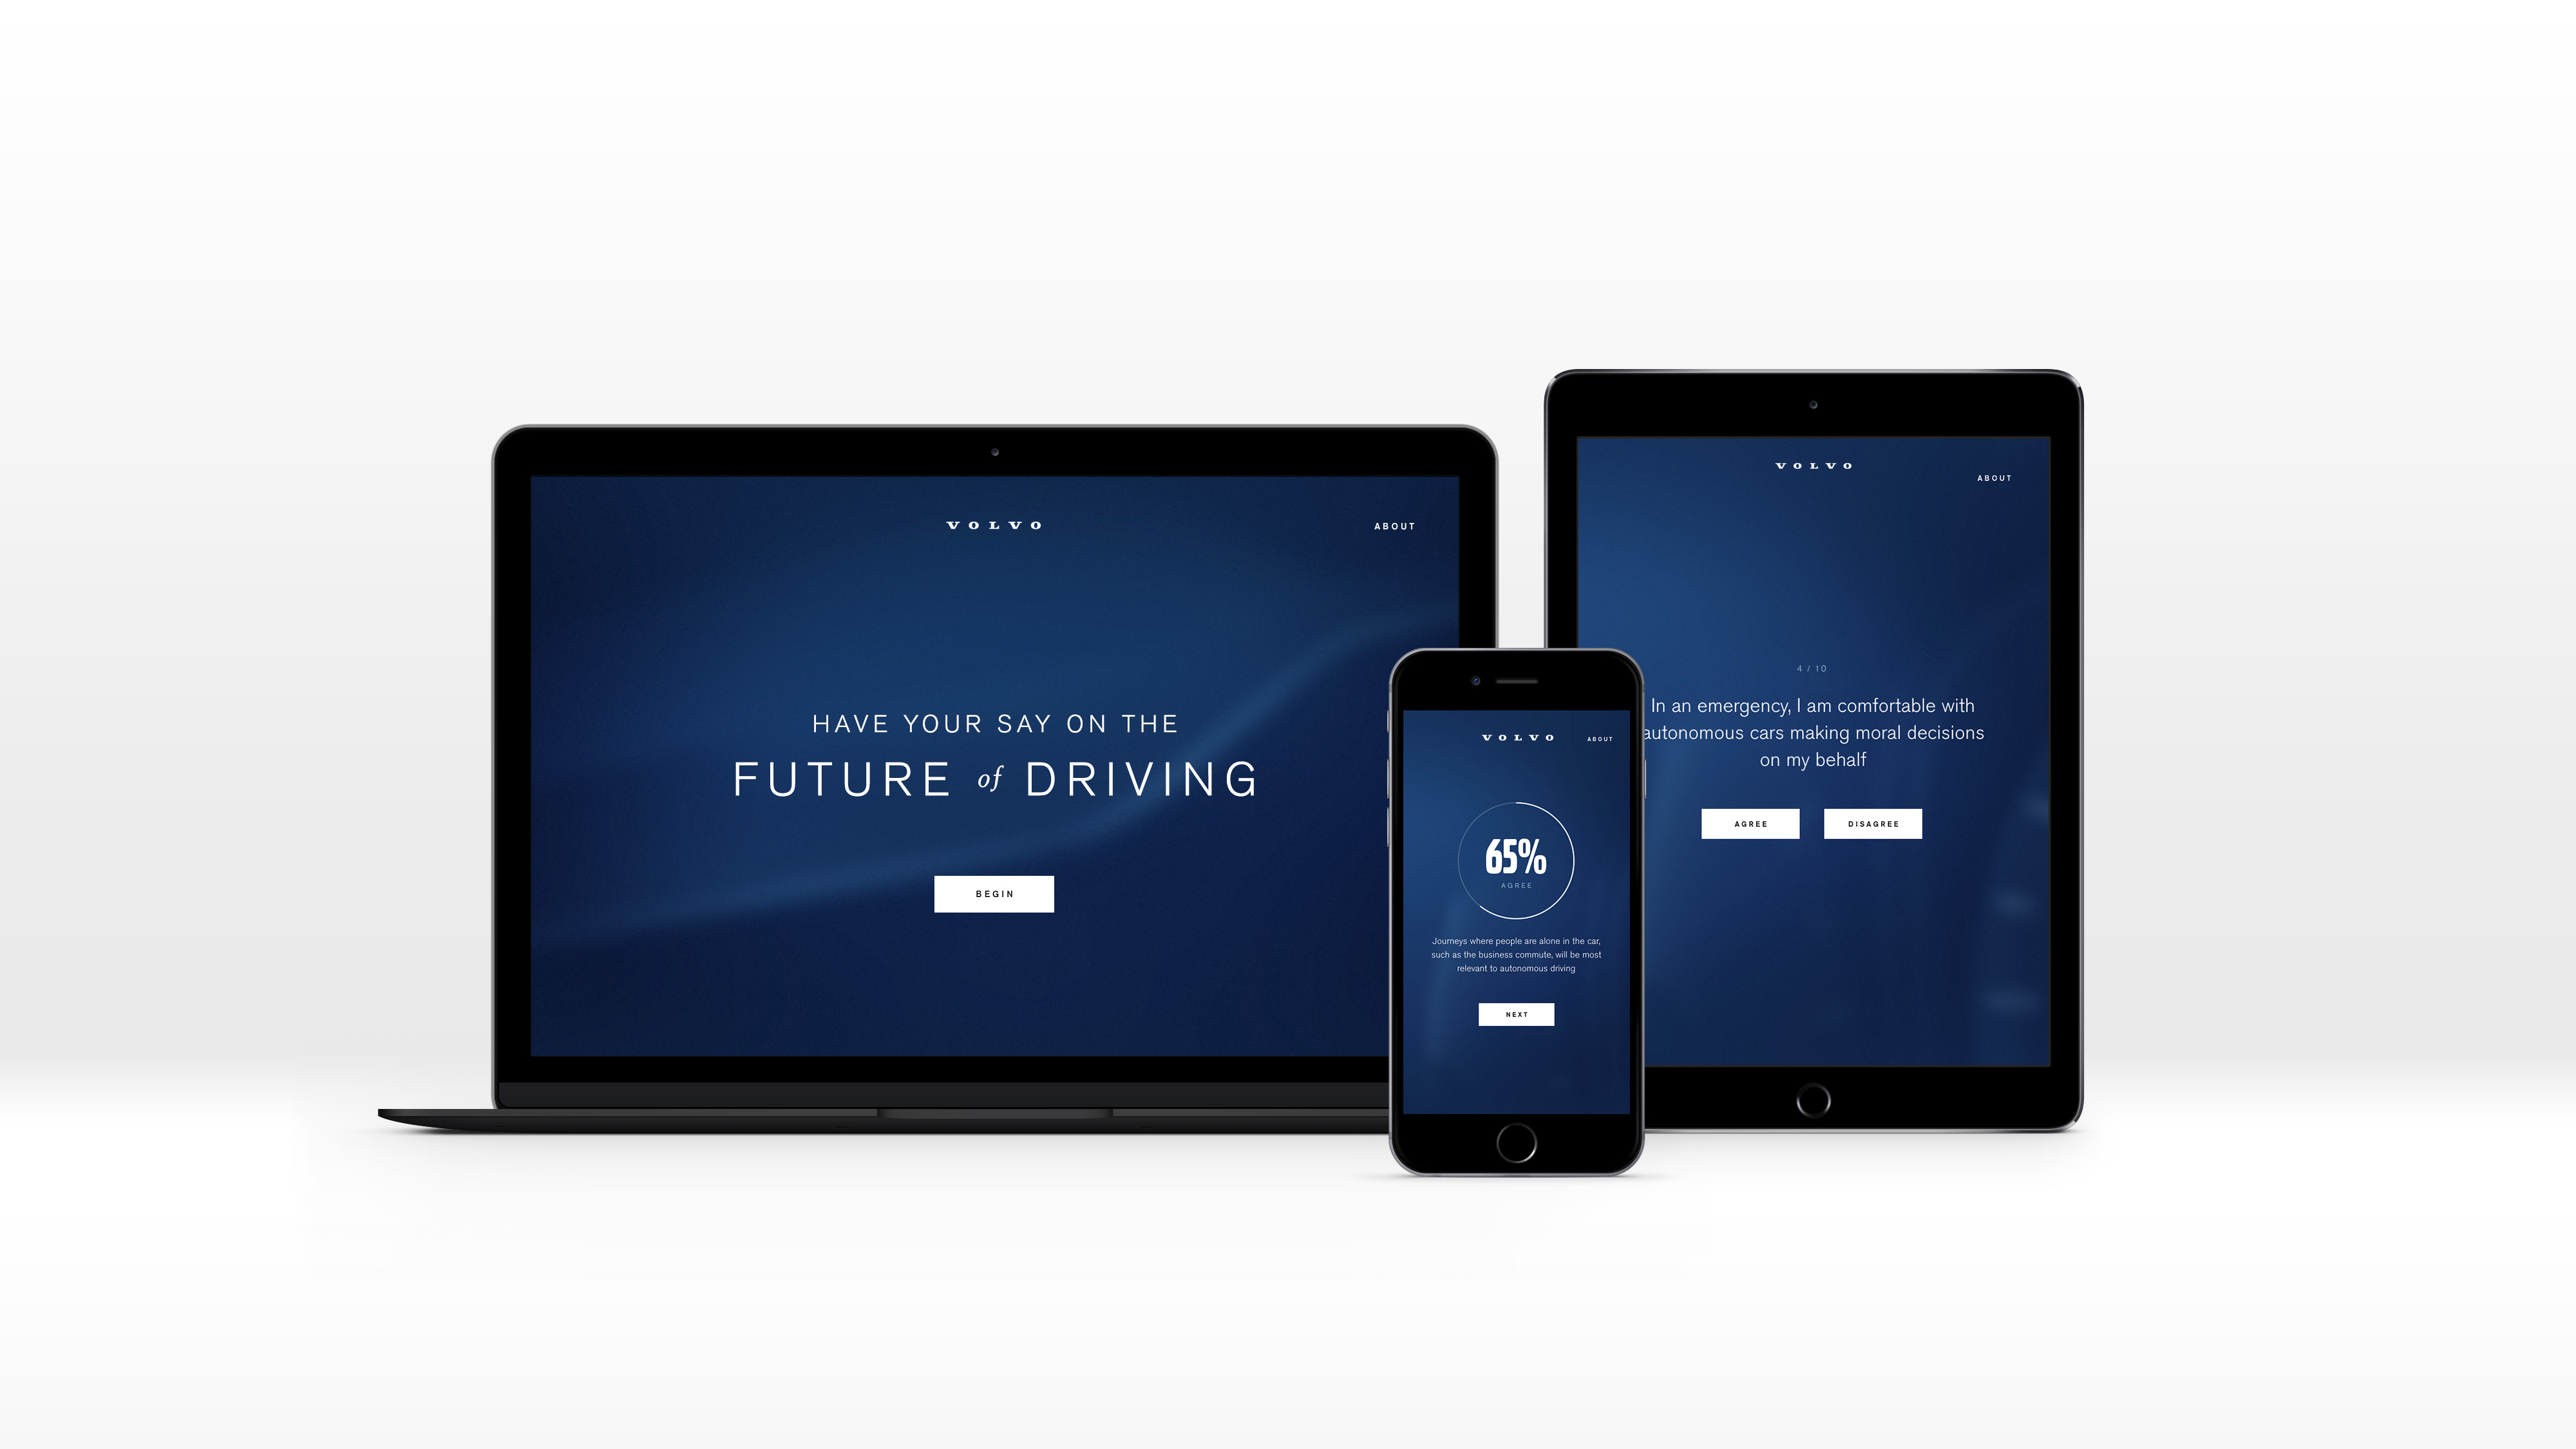 VOLVO
ABOUT
HAVE YOUR SAY ON THE
FUTURE of DRIVING
BEGIN
VOLVO
ABOUT
65%
AGREE
Journeys where people are alone in the car,
such as the business commute, will be most
relevant to autonomous driving
NEXT
VOLVO
ABOUT
4 / 10
In an emergency, I am comfortable with
autonomous cars making moral decisions
on my behalf
AGREE
DISAGREE